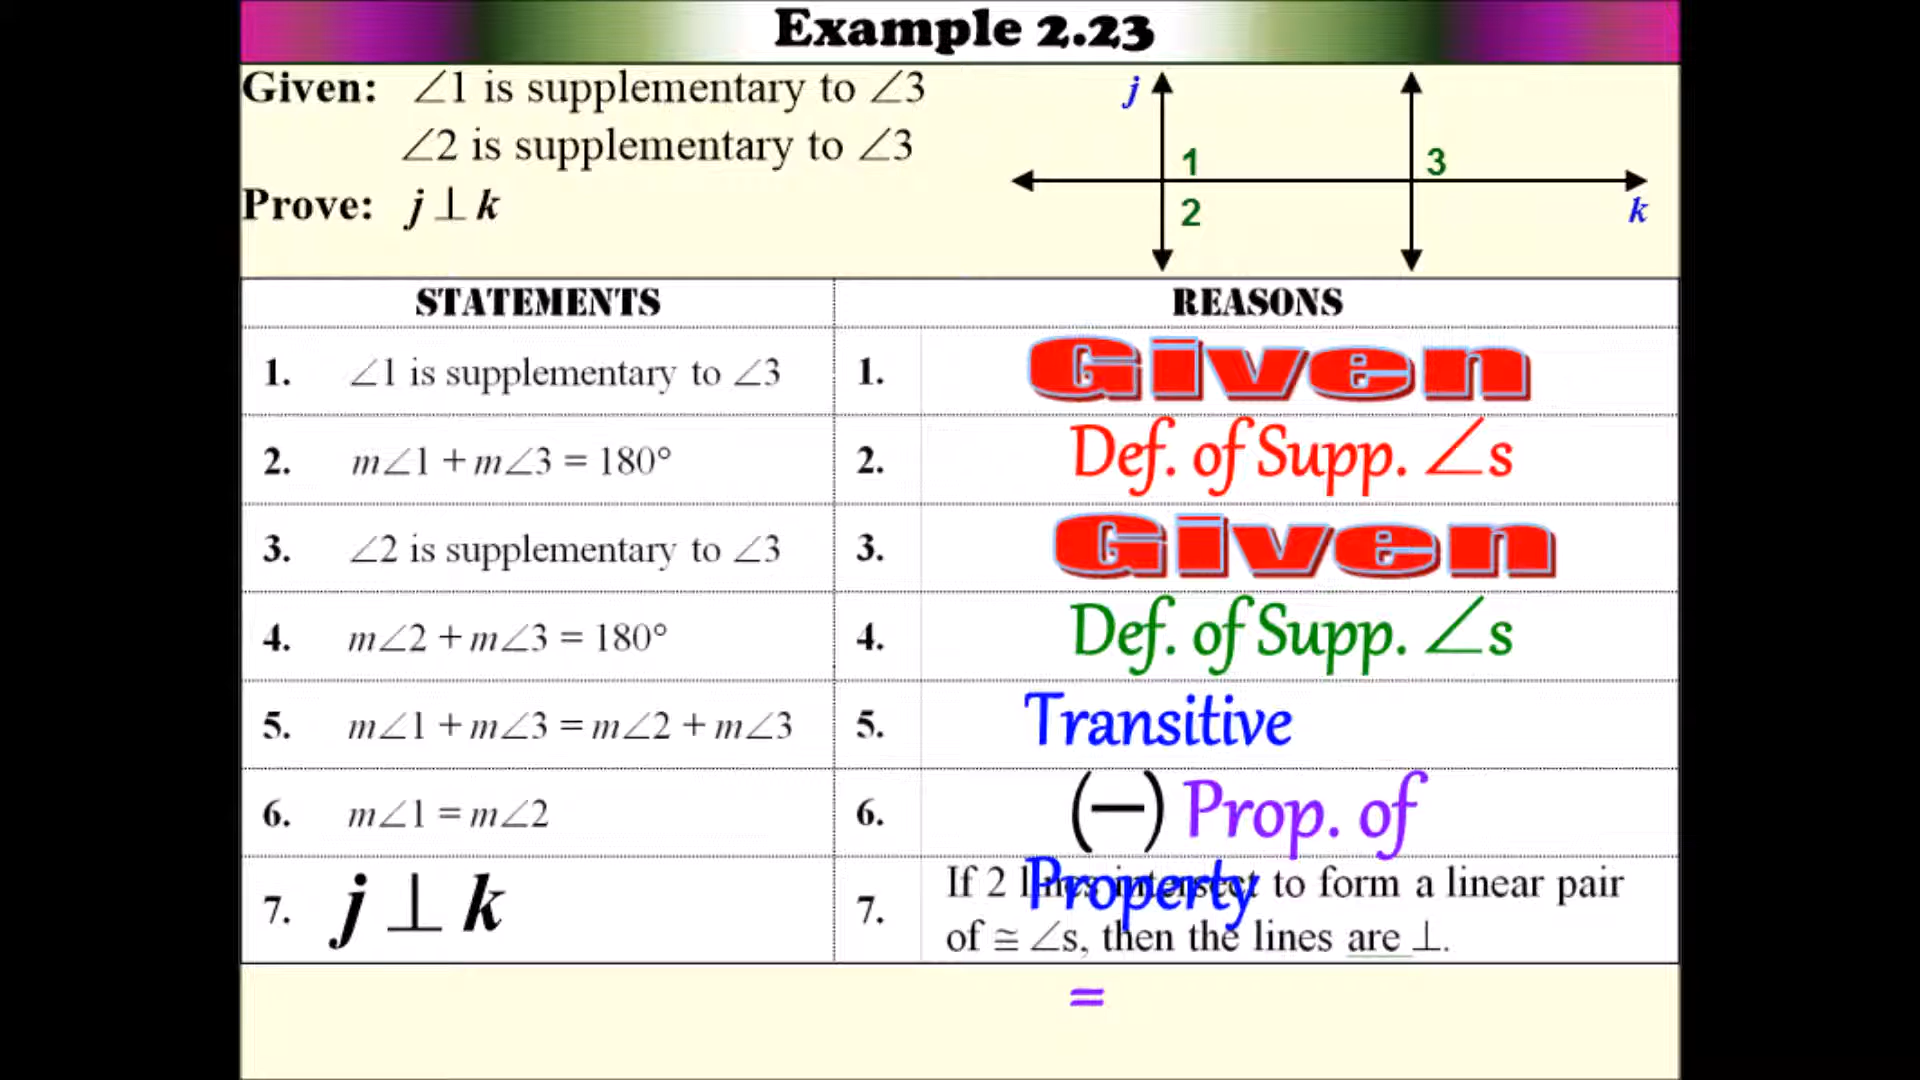 Example 2.23
Given: ∠1 is supplementary to ∠3
∠2 is supplementary to ∠3
Prove: j ⊥ k
j
1
3
2
k
STATEMENTS REASONS
1. ∠1 is supplementary to ∠3 1. Given
2. m∠1 + m∠3 = 180° 2. Def. of Supp. ∠s
3. ∠2 is supplementary to ∠3 3. Given
4. m∠2 + m∠3 = 180° 4. Def. of Supp. ∠s
5. m∠1 + m∠3 = m∠2 + m∠3 5. Transitive
6. m∠1 = m∠2 6. (−) Prop. of
Property
7. j ⊥ k 7. If 2 lines intersect to form a linear pair
of ≅ ∠s, then the lines are ⊥.
=